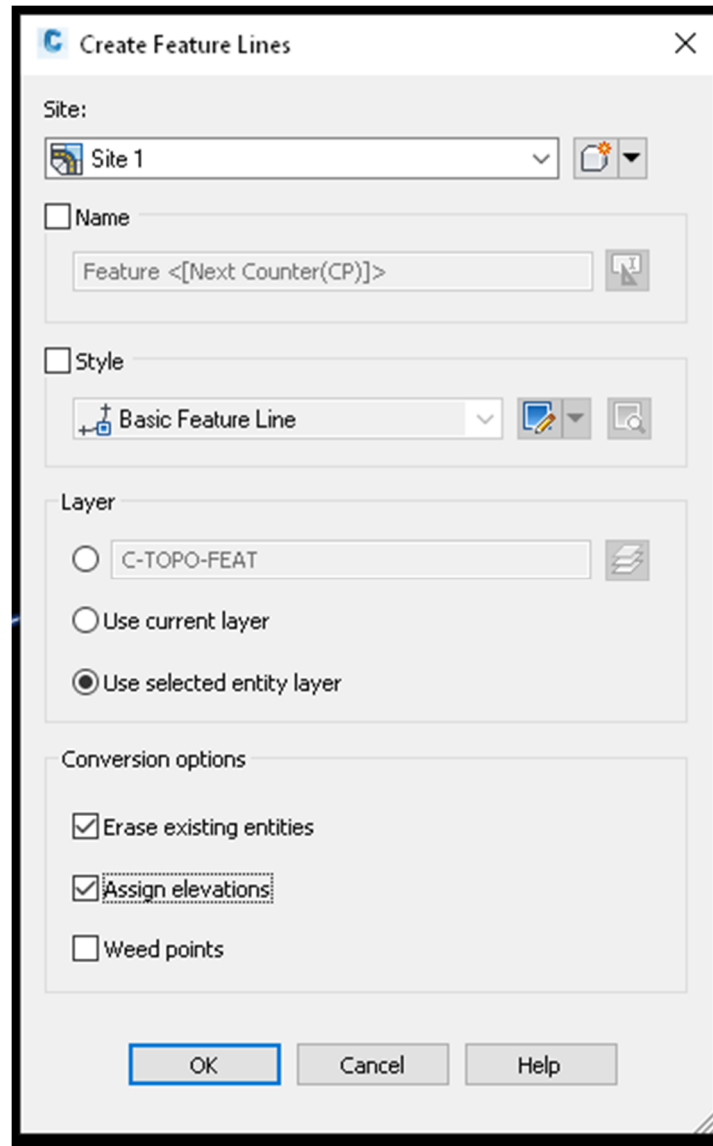 Create Feature Lines
Site:
Site 1
Name
Feature <[Next Counter(CP)]>
Style
Basic Feature Line
Layer
C-TOPO-FEAT
Use current layer
Use selected entity layer
Conversion options
Erase existing entities
Assign elevations
Weed points
OK Cancel Help